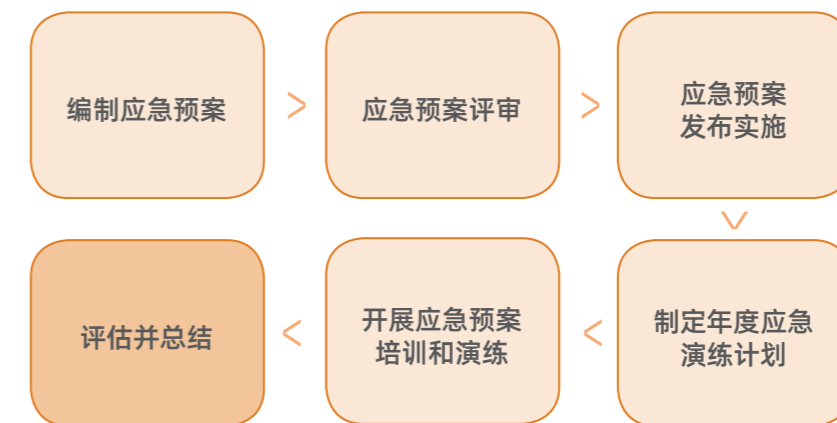 编制应急预案
应急预案评审
应急预案
发布实施
制定年度应急
演练计划
开展应急预案
培训和演练
评估并总结